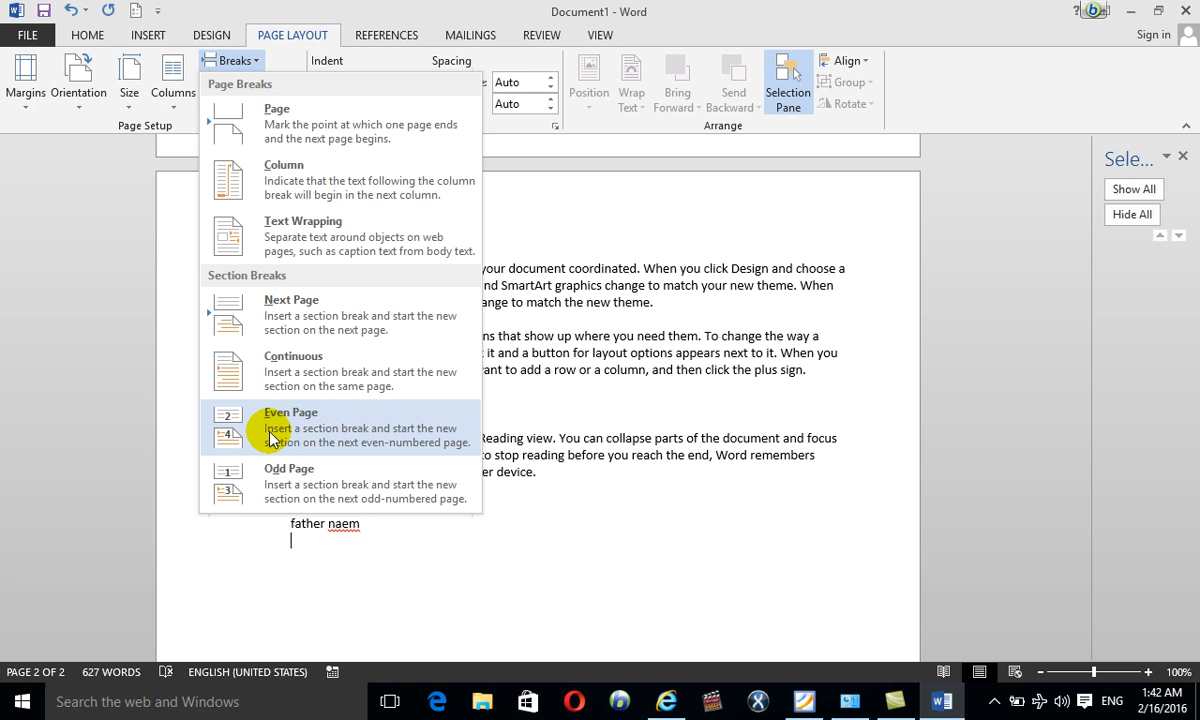 Document1 - Word
?
FILE
HOME
INSERT
DESIGN
PAGE LAYOUT
REFERENCES
MAILINGS
REVIEW
VIEW
Sign in
Margins
Orientation
Size
Columns
Breaks
Page Setup
Indent
Spacing
Auto
Auto
Position
Wrap
Text
Bring
Forward
Send
Backward
Selection
Pane
Align
Group
Rotate
Arrange
Page Breaks
Page
Mark the point at which one page ends
and the next page begins.
Column
Indicate that the text following the column
break will begin in the next column.
Text Wrapping
Separate text around objects on web
pages, such as caption text from body text.
Section Breaks
Next Page
Insert a section break and start the new
section on the next page.
Continuous
Insert a section break and start the new
section on the same page.
2
4
Even Page
Insert a section break and start the new
section on the next even-numbered page.
1
3
Odd Page
Insert a section break and start the new
section on the next odd-numbered page.
your document coordinated. When you click Design and choose a
nd SmartArt graphics change to match your new theme. When
ange to match the new theme.
ns that show up where you need them. To change the way a
it and a button for layout options appears next to it. When you
ant to add a row or a column, and then click the plus sign.
Reading view. You can collapse parts of the document and focus
to stop reading before you reach the end, Word remembers
er device.
father naem
Sele...
Show All
Hide All
PAGE 2 OF 2
627 WORDS
ENGLISH (UNITED STATES)
100%
Search the web and Windows
ENG
1:42 AM
2/16/2016